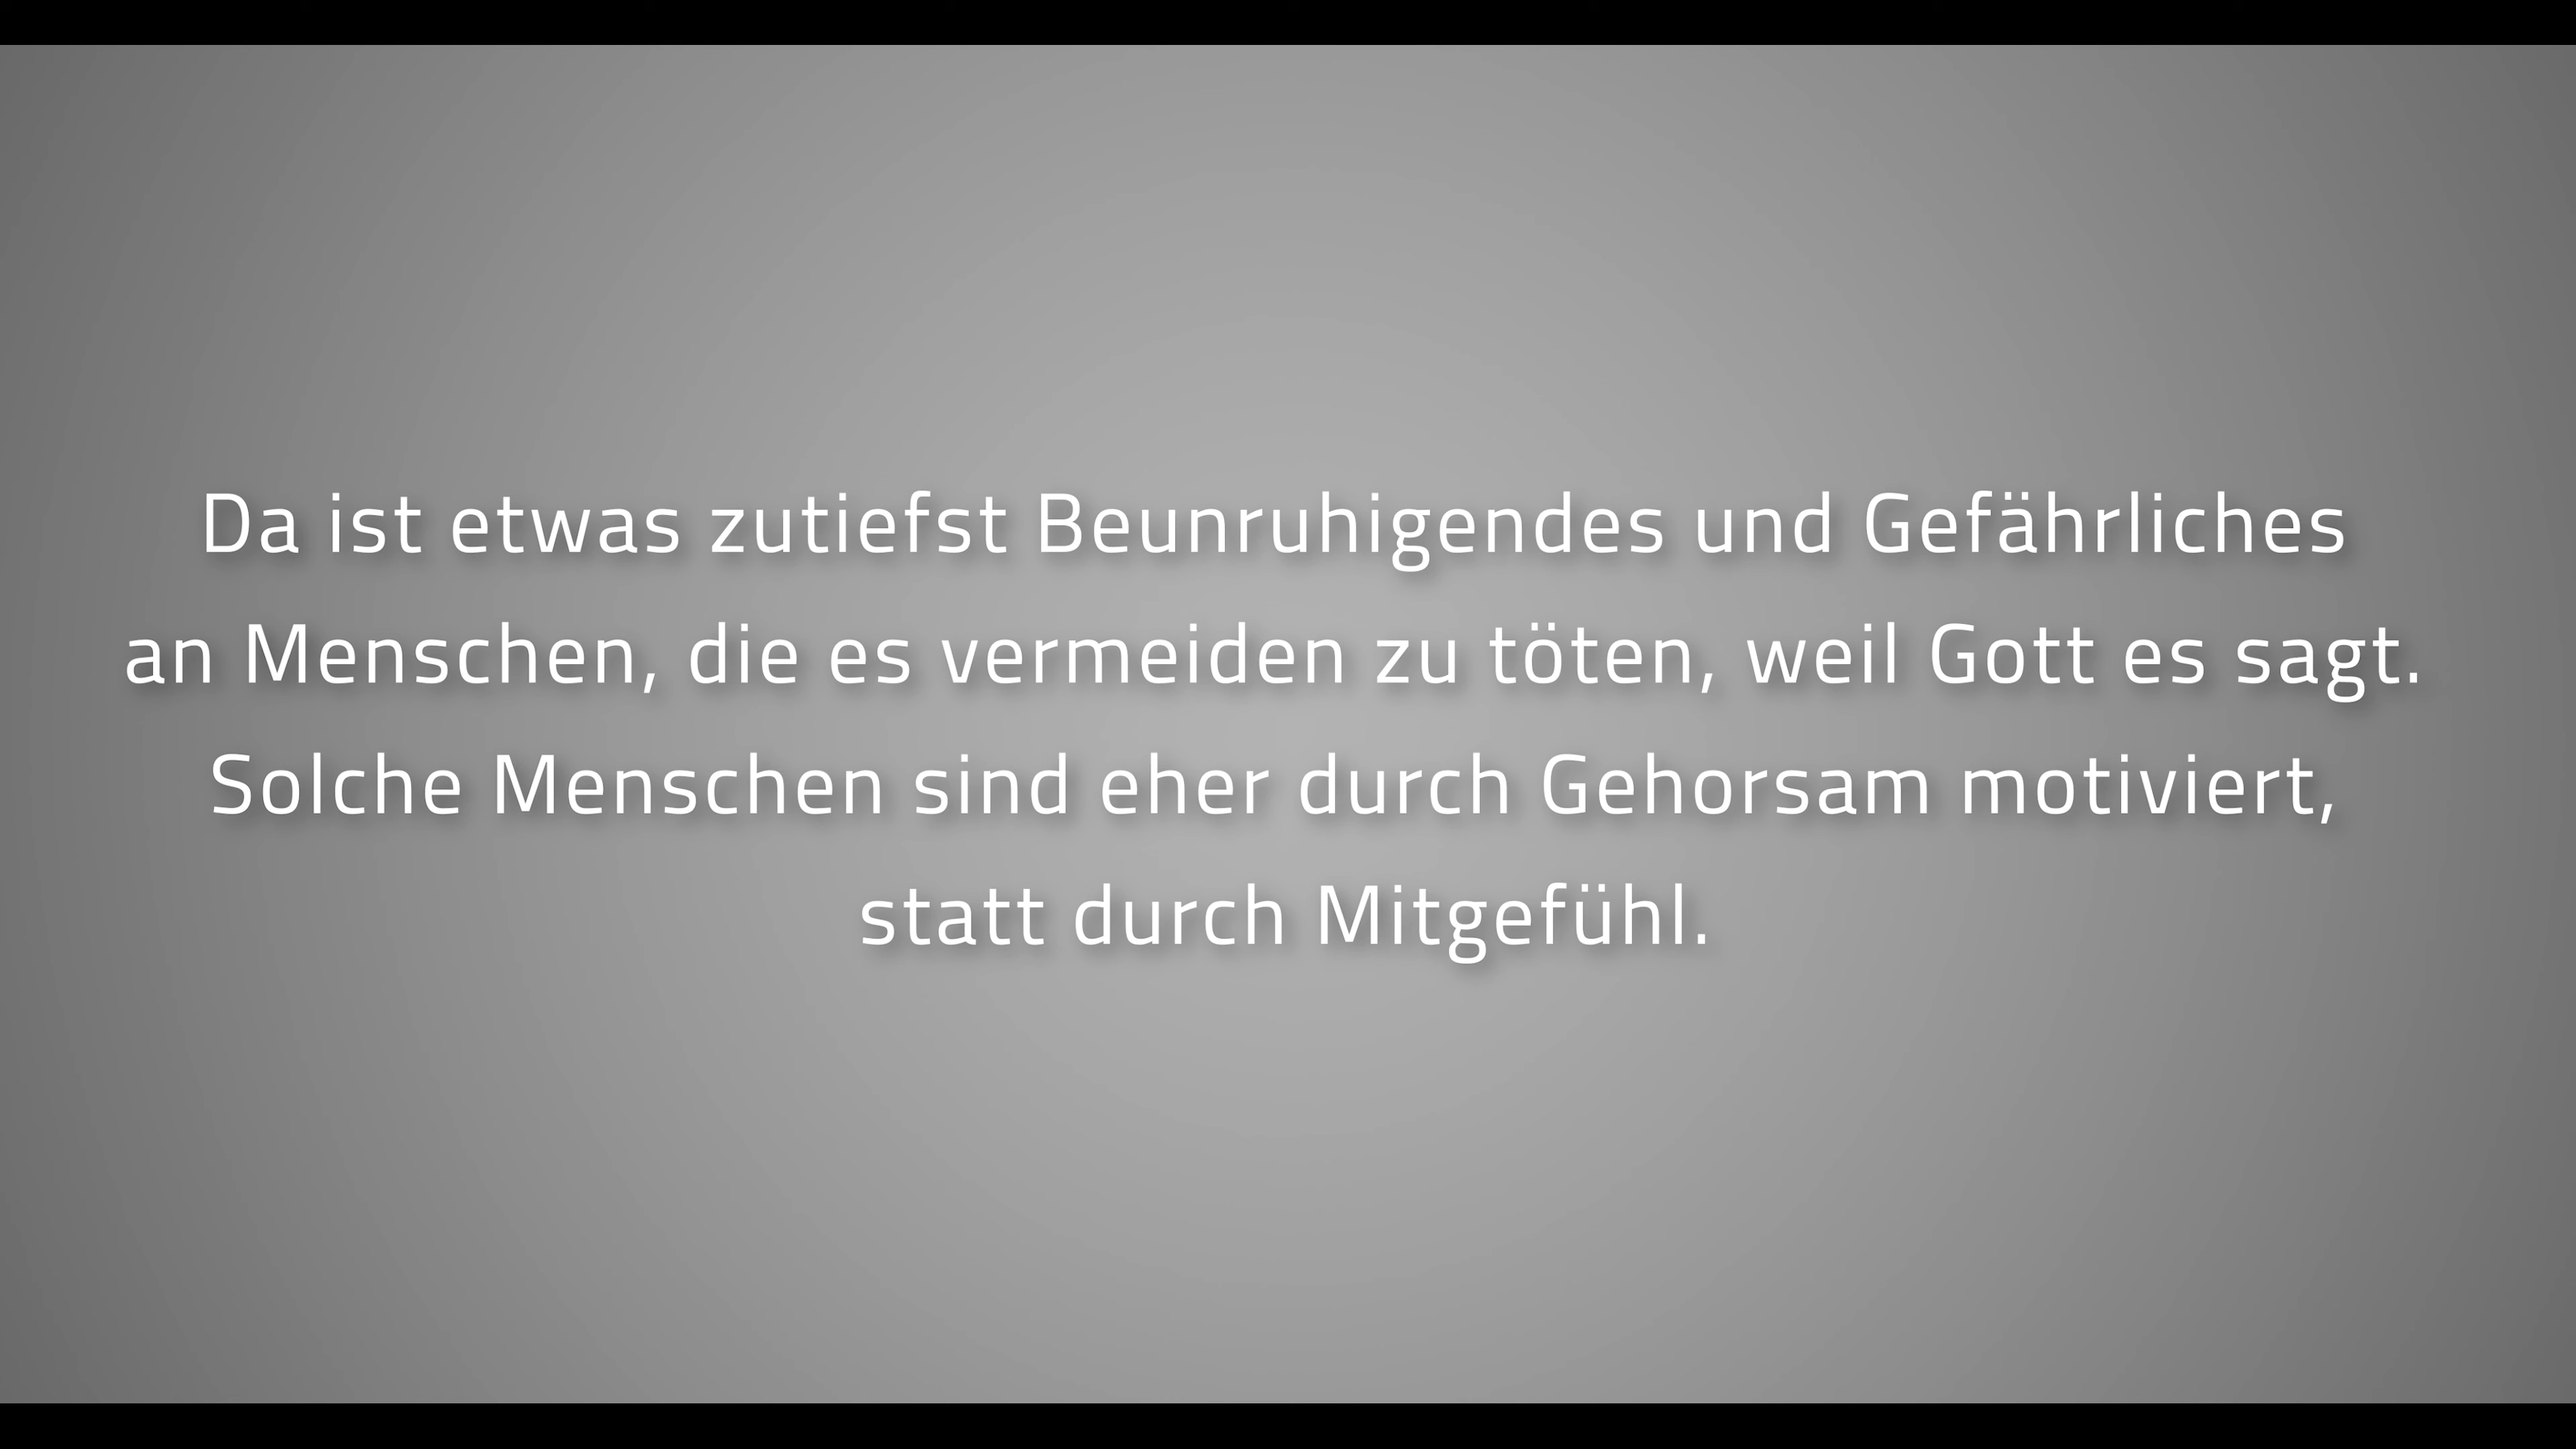 Da ist etwas zutiefst Beunruhigendes und Gefährliches
an Menschen, die es vermeiden zu töten, weil Gott es sagt.
Solche Menschen sind eher durch Gehorsam motiviert,
statt durch Mitgefühl.